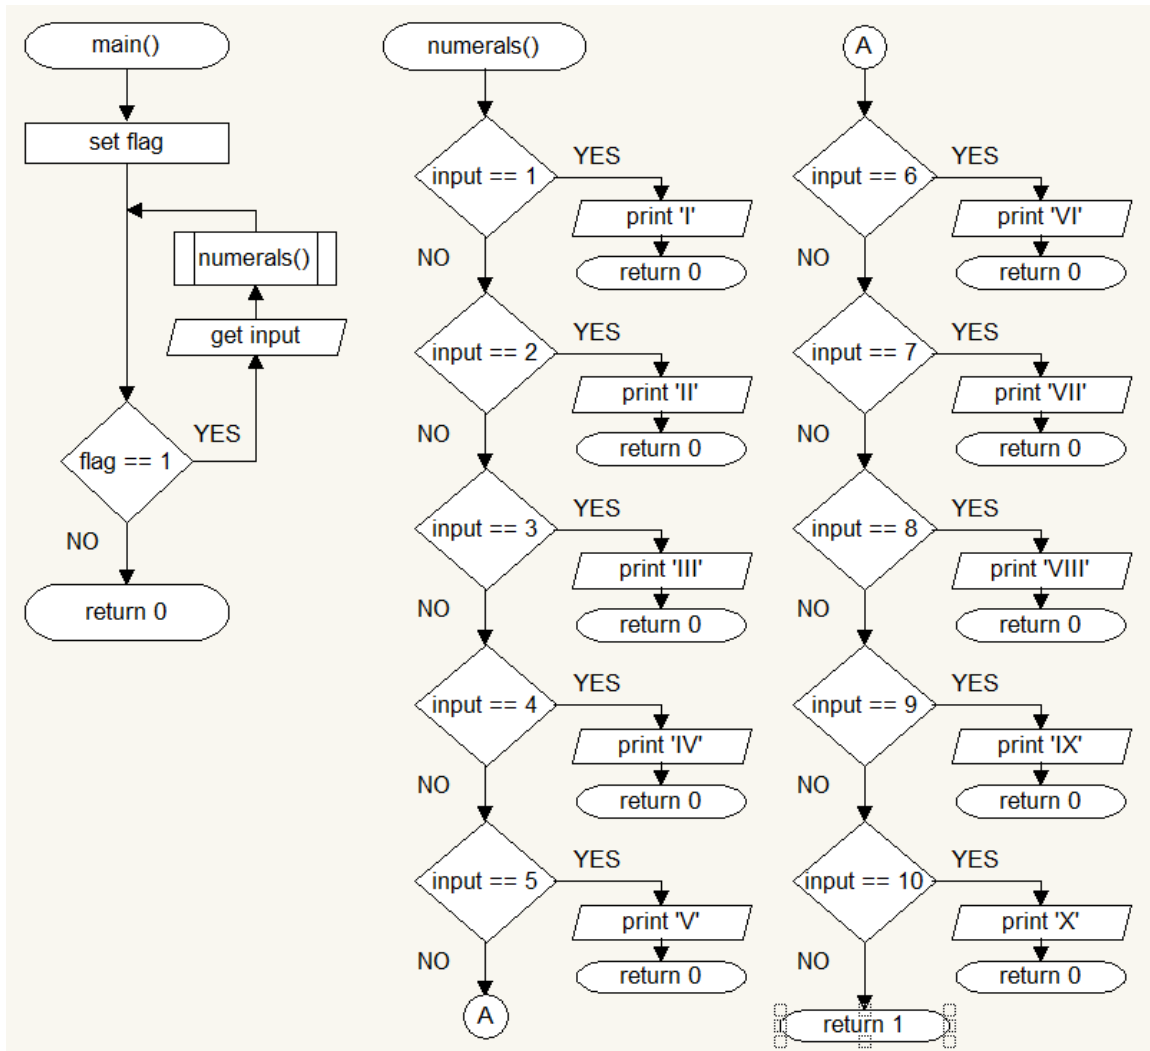 main()
set flag
numerals()
get input
YES
flag == 1
NO
return 0
numerals()
input == 1
YES
print 'I'
return 0
NO
input == 2
YES
print 'II'
return 0
NO
input == 3
YES
print 'III'
return 0
NO
input == 4
YES
print 'IV'
return 0
NO
input == 5
YES
print 'V'
return 0
NO
A
A
input == 6
YES
print 'VI'
return 0
NO
input == 7
YES
print 'VII'
return 0
NO
input == 8
YES
print 'VIII'
return 0
NO
input == 9
YES
print 'IX'
return 0
NO
input == 10
YES
print 'X'
return 0
NO
return 1